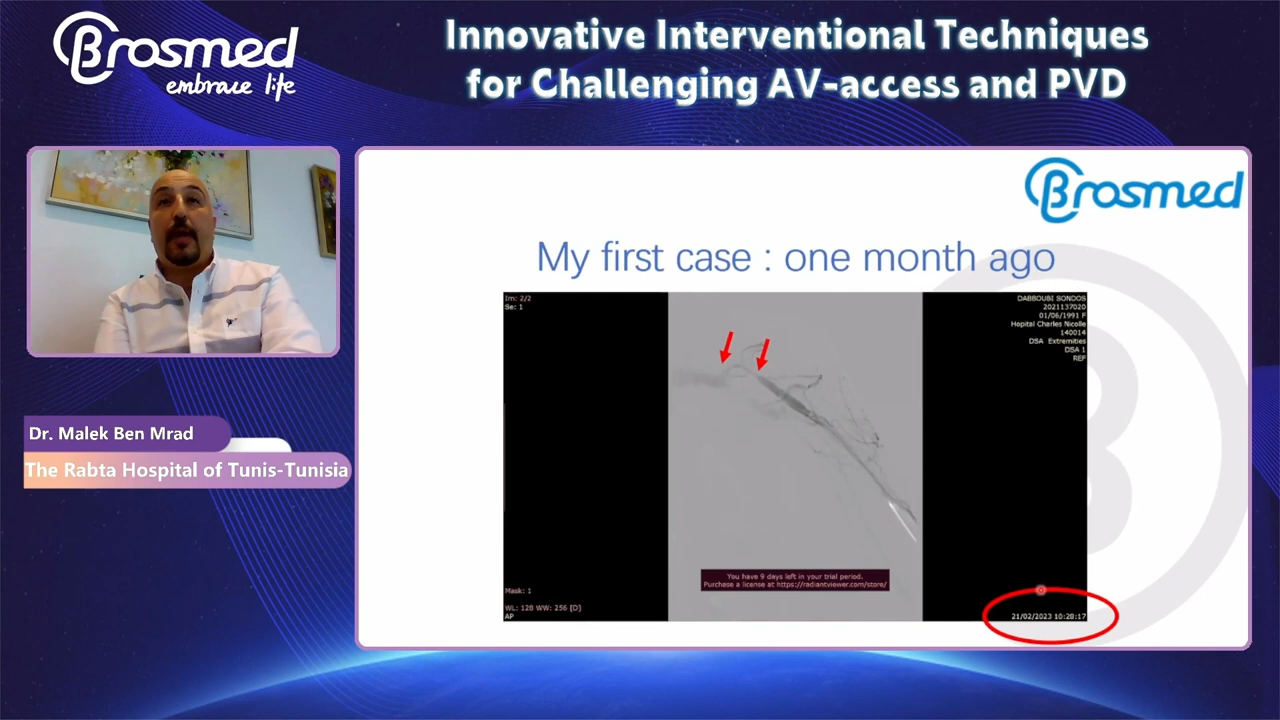 Brosmed
embrace life
Innovative Interventional Techniques
for Challenging AV-access and PVD
Dr. Malek Ben Mrad
The Rabta Hospital of Tunis-Tunisia
Brosmed
My first case : one month ago
Im: 2/2
Se: 1
DABBOUBI SONDOS
2021137020
01/06/1991 F
Hopital Charles Nicolle
140014
DSA Extremities
DSA 1
REF
You have 9 days left in your trial period.
Purchase a license at https://radiantviewer.com/store/
Mask: 1
WL: 128 WW: 256 [D]
AP
21/02/2023 10:28:17